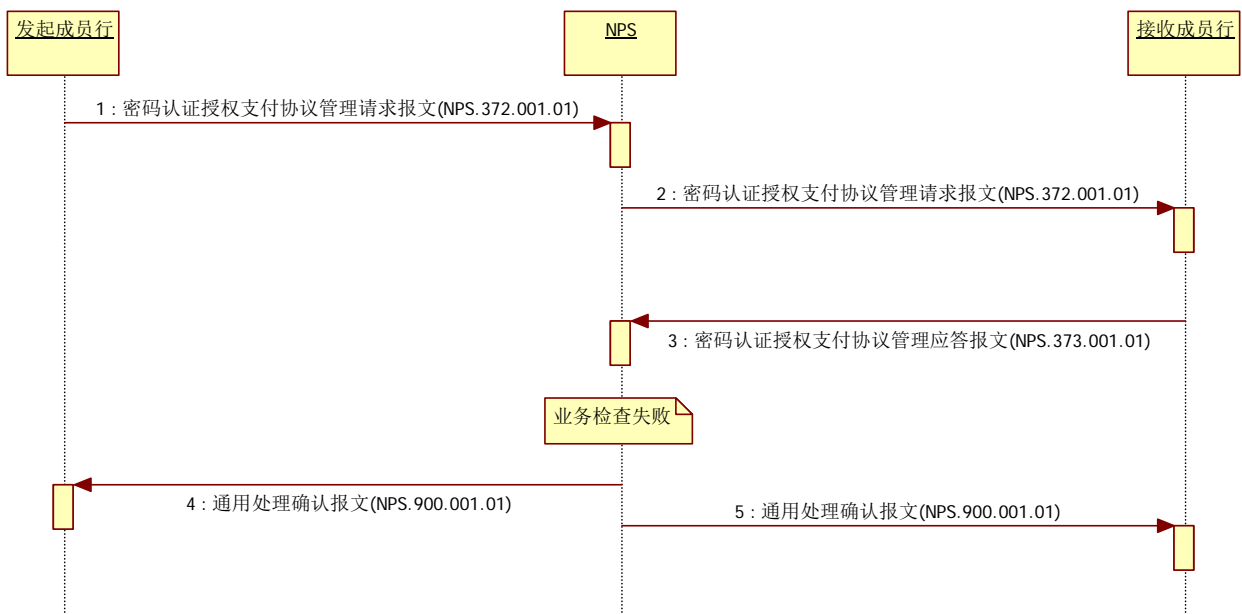 发起成员行
NPS
接收成员行
1 : 密码认证授权支付协议管理请求报文(NPS.372.001.01)
2 : 密码认证授权支付协议管理请求报文(NPS.372.001.01)
3 : 密码认证授权支付协议管理应答报文(NPS.373.001.01)
业务检查失败
4 : 通用处理确认报文(NPS.900.001.01)
5 : 通用处理确认报文(NPS.900.001.01)